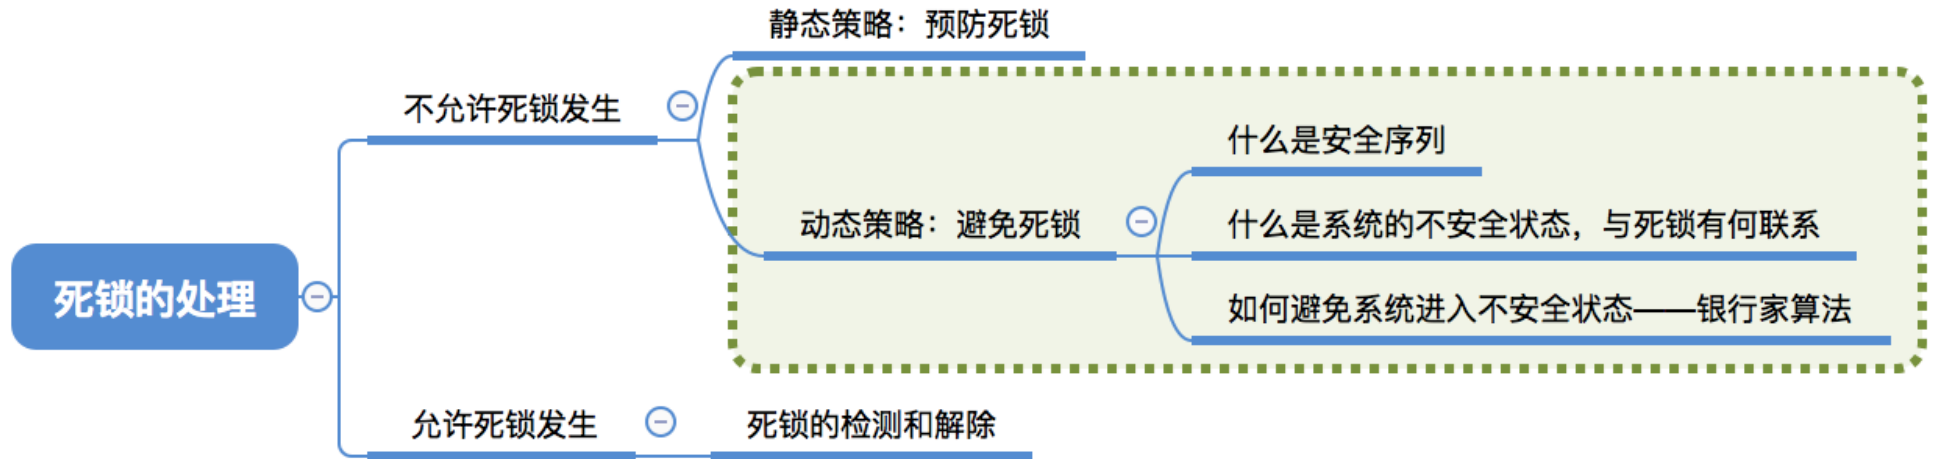 静态策略：预防死锁
不允许死锁发生
什么是安全序列
动态策略：避免死锁
什么是系统的不安全状态，与死锁有何联系
死锁的处理
如何避免系统进入不安全状态——银行家算法
允许死锁发生
死锁的检测和解除